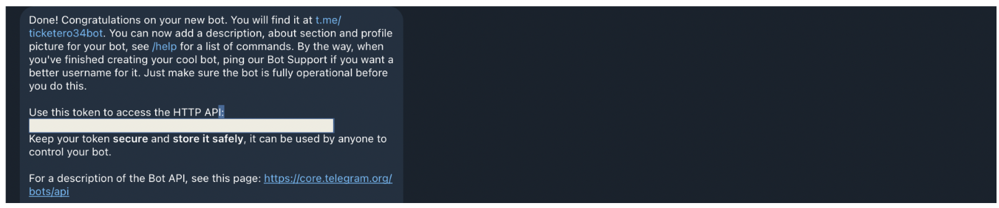 Done! Congratulations on your new bot. You will find it at t.me/
ticketero34bot. You can now add a description, about section and profile
picture for your bot, see /help for a list of commands. By the way, when
you've finished creating your cool bot, ping our Bot Support if you want a
better username for it. Just make sure the bot is fully operational before
you do this.
Use this token to access the HTTP API:
Keep your token secure and store it safely, it can be used by anyone to
control your bot.
For a description of the Bot API, see this page: https://core.telegram.org/
bots/api